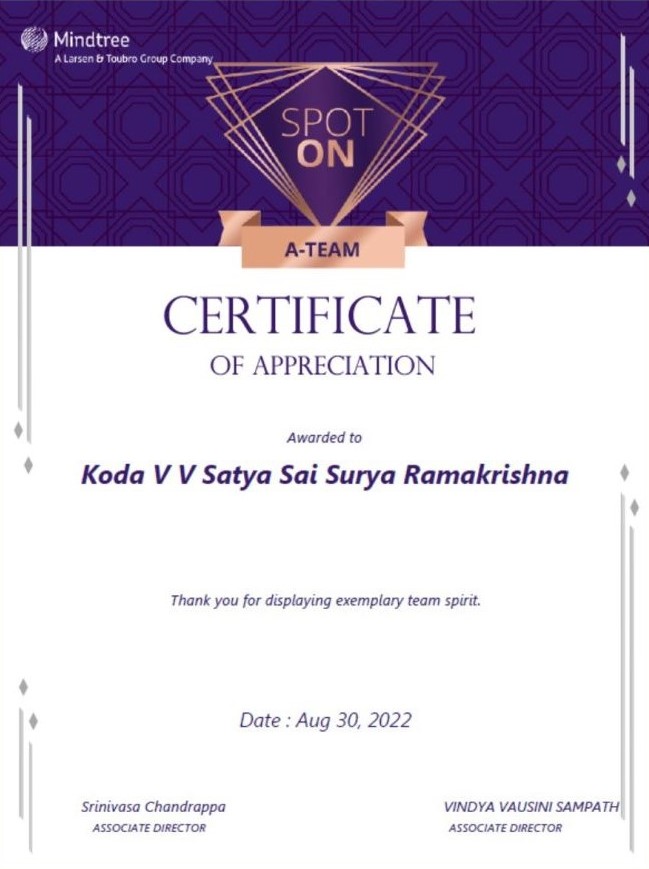 Mindtree
A Larsen & Toubro Group Company
SPOT
ON
A-TEAM
CERTIFICATE
OF APPRECIATION
Awarded to
Koda V V Satya Sai Surya Ramakrishna
Thank you for displaying exemplary team spirit.
Date : Aug 30, 2022
Srinivasa Chandrappa
ASSOCIATE DIRECTOR
VINDYA VAUSINI SAMPATH
ASSOCIATE DIRECTOR